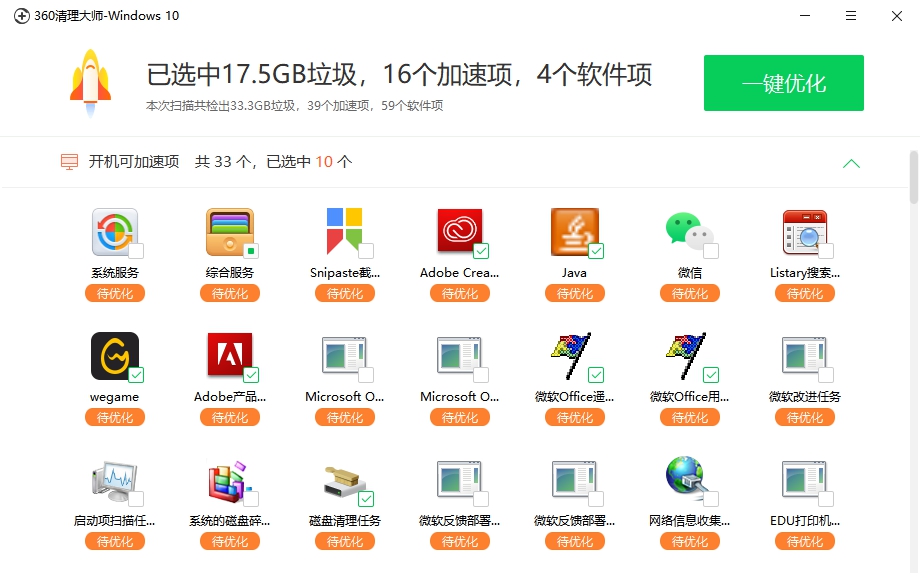 360清理大师-Windows 10
已选中17.5GB垃圾，16个加速项，4个软件项
一键优化
本次扫描共检出33.3GB垃圾，39个加速项，59个软件项
开机可加速项 共 33 个，已选中 10 个
系统服务 综合服务 Snipaste截... Adobe Crea... Java 微信 Listary搜索...
待优化 待优化 待优化 待优化 待优化 待优化 待优化
wegame Adobe产品... Microsoft O... Microsoft O... 微软Office遥... 微软Office用... 微软改进任务
待优化 待优化 待优化 待优化 待优化 待优化 待优化
启动项扫描任... 系统的磁盘碎... 磁盘清理任务 微软反馈部署... 微软反馈部署... 网络信息收集... EDU打印机...
待优化 待优化 待优化 待优化 待优化 待优化 待优化